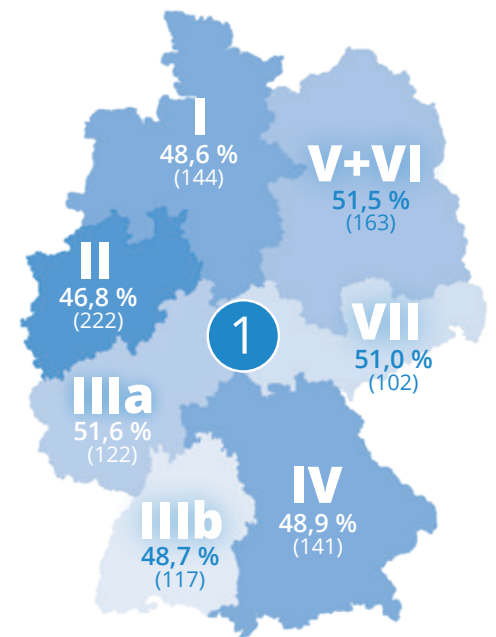 I
48,6 %
(144)
V+VI
51,5 %
(163)
II
46,8 %
(222)
1
VII
51,0 %
(102)
IIIa
51,6 %
(122)
IV
48,9 %
(141)
IIIb
48,7 %
(117)